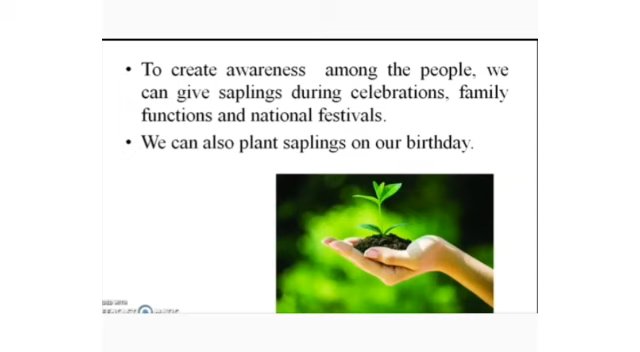 • To create awareness among the people, we
can give saplings during celebrations, family
functions and national festivals.
• We can also plant saplings on our birthday.